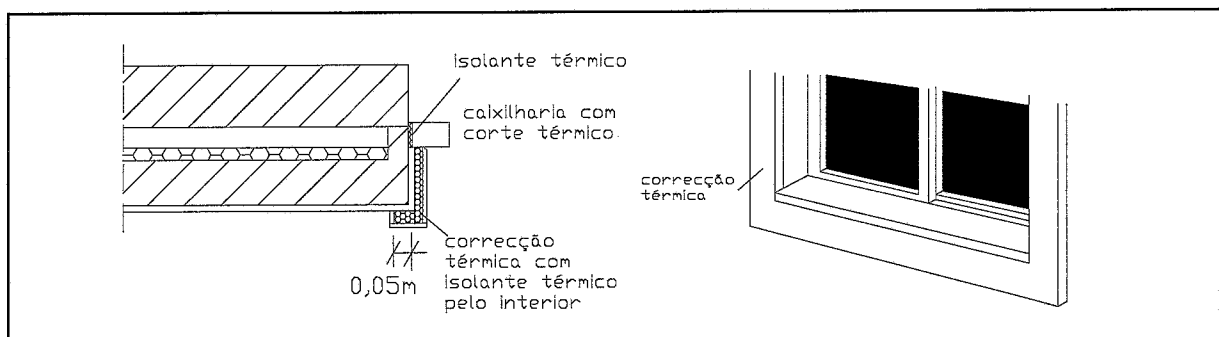 isolante térmico
caixilharia com
corte térmico
correcção
térmica com
isolante térmico
pelo interior
0,05m
correcção
térmica